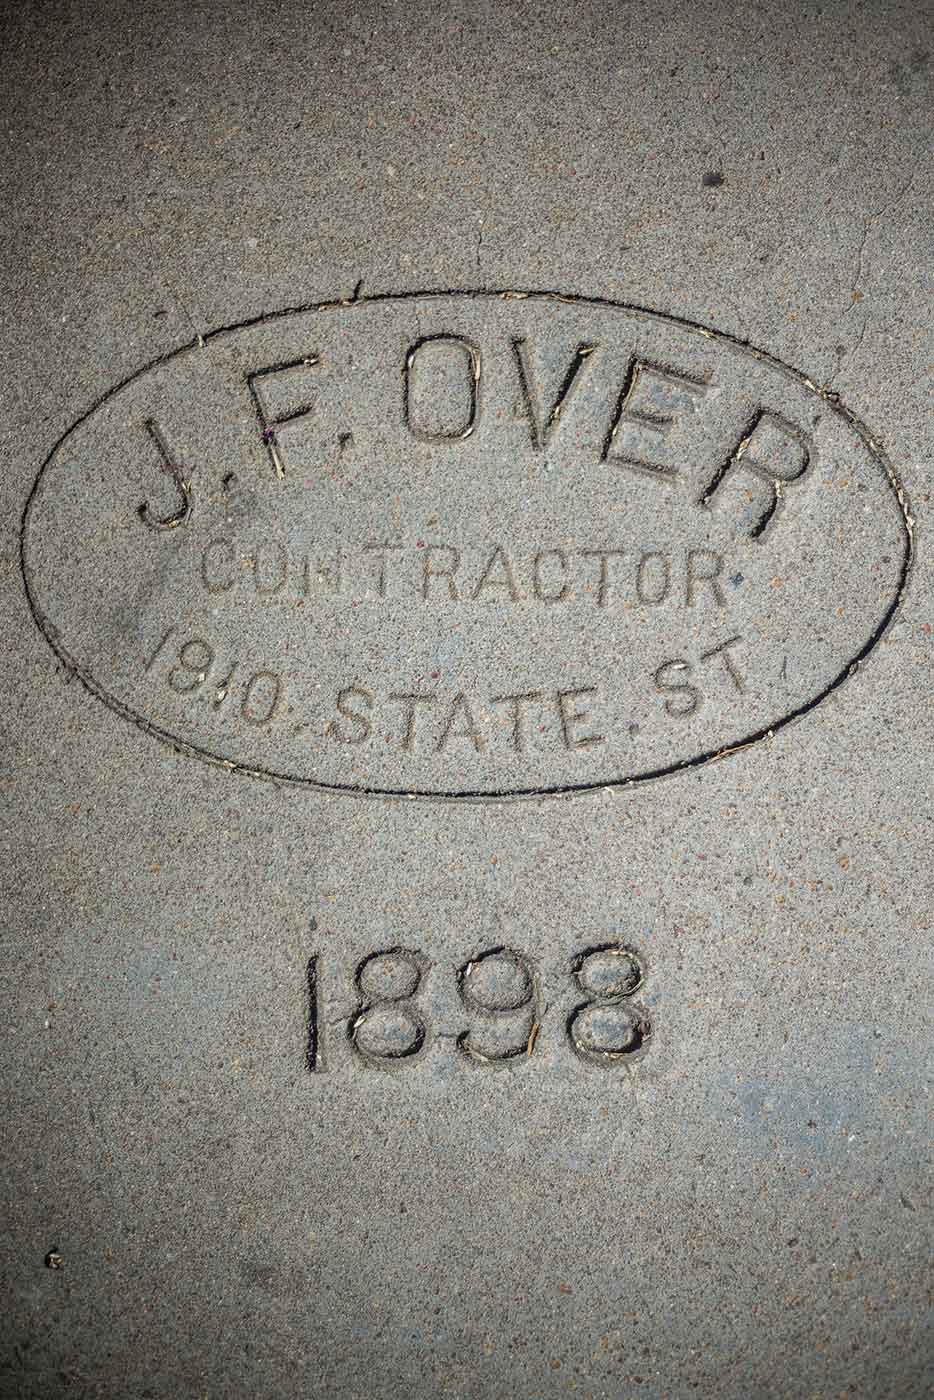 J. F. OVER
CONTRACTOR
1910. STATE. ST.
1898